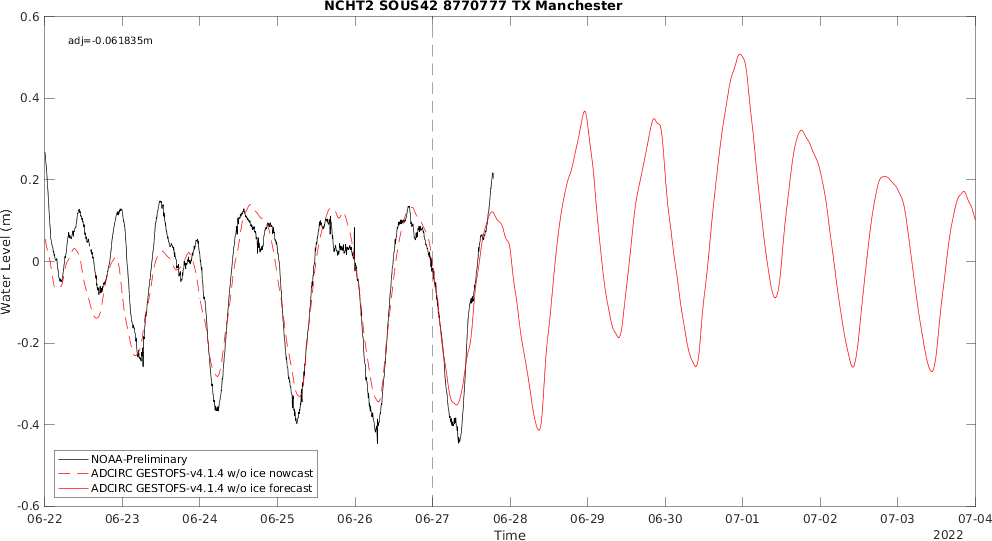 NCHT2 SOUS42 8770777 TX Manchester
adj=-0.061835m
0.6
0.4
0.2
0
-0.2
-0.4
-0.6
Water Level (m)
NOAA-Preliminary
ADCIRC GESTOFS-v4.1.4 w/o ice nowcast
ADCIRC GESTOFS-v4.1.4 w/o ice forecast
06-22 06-23 06-24 06-25 06-26 06-27 06-28 06-29 06-30 07-01 07-02 07-03 07-04
Time
2022